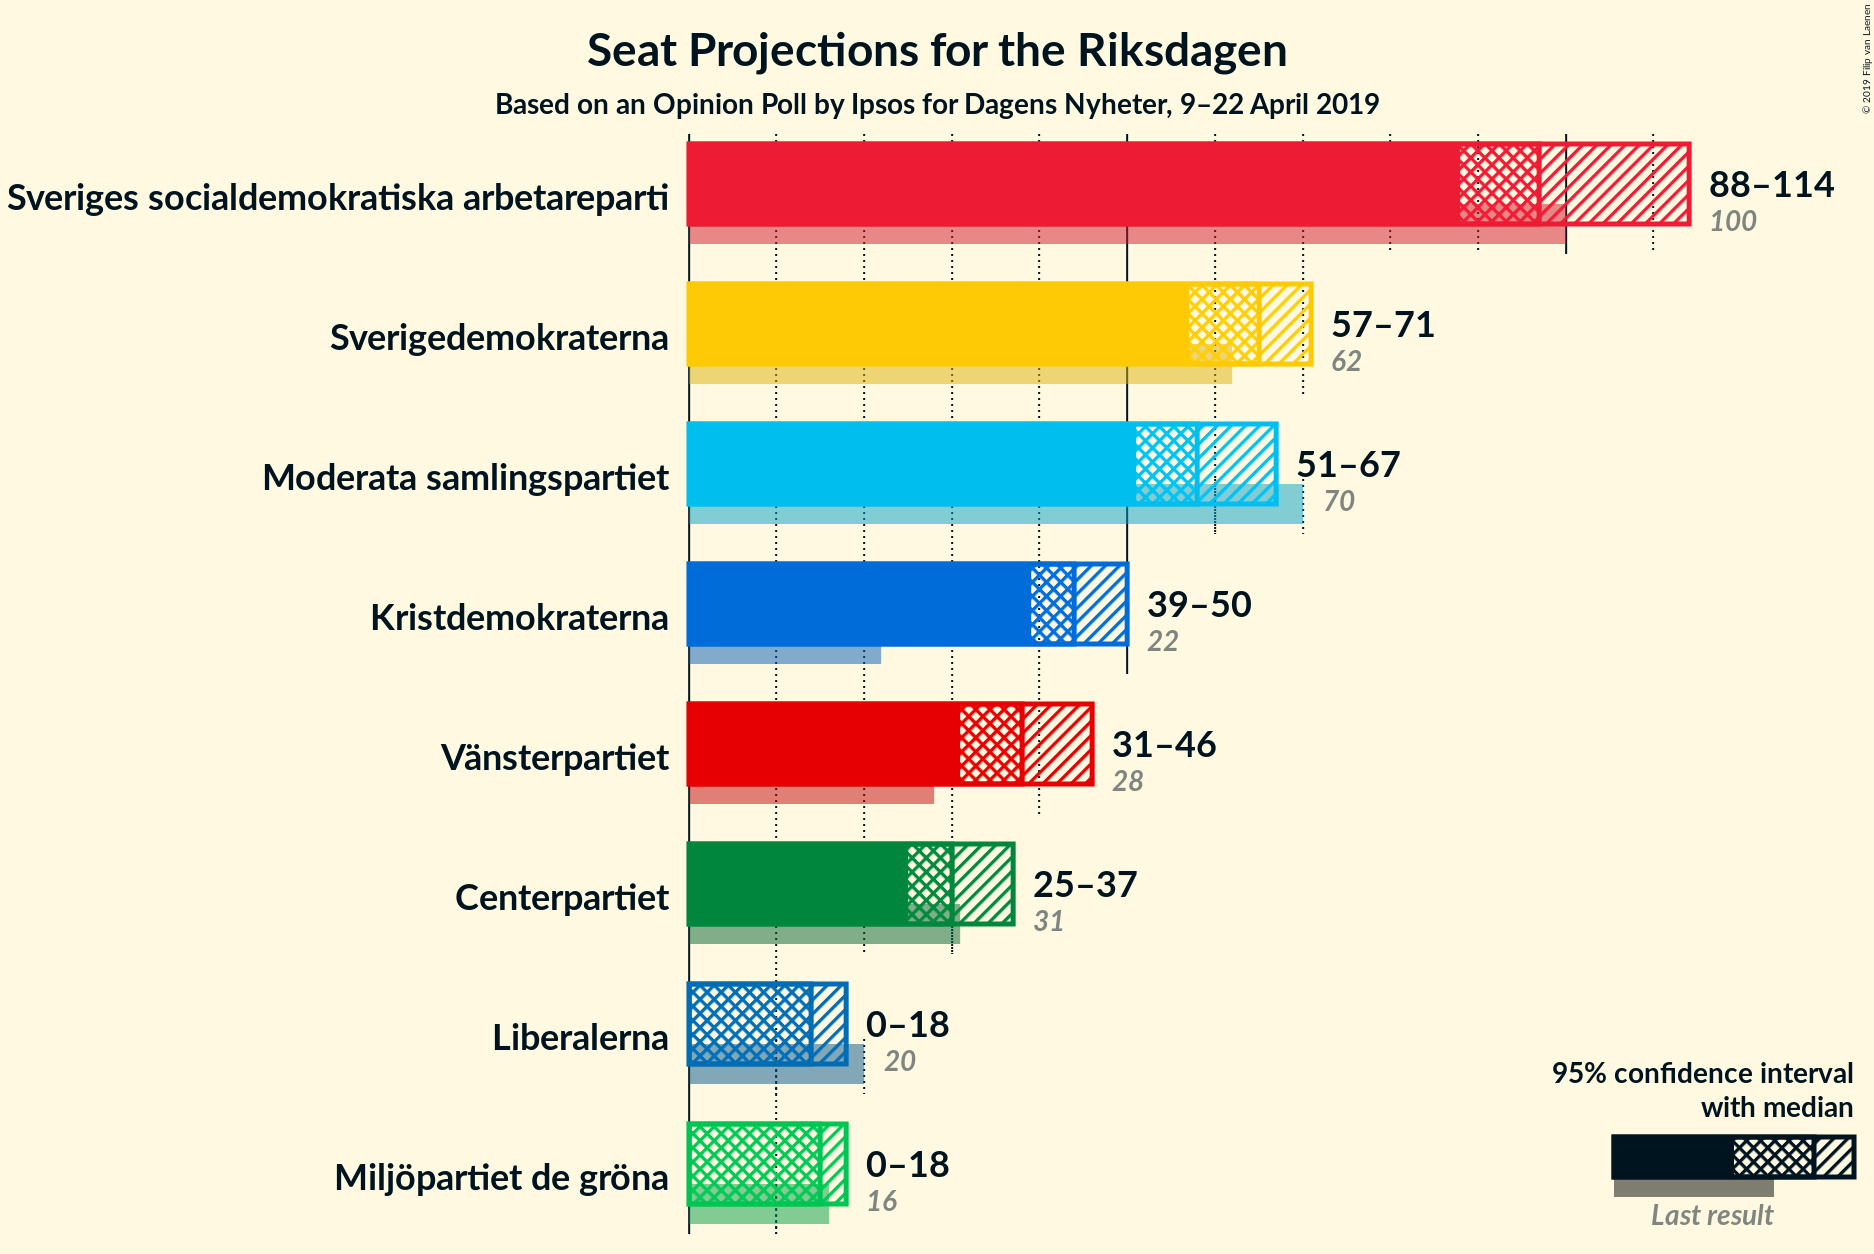 Seat Projections for the Riksdagen
Based on an Opinion Poll by Ipsos for Dagens Nyheter, 9–22 April 2019
© 2019 Filip van Laenen
Sveriges socialdemokratiska arbetareparti
88–114
100
Sverigedemokraterna
57–71
62
Moderata samlingspartiet
51–67
70
Kristdemokraterna
39–50
22
Vänsterpartiet
31–46
28
Centerpartiet
25–37
31
Liberalerna
0–18
20
Miljöpartiet de gröna
0–18
16
95% confidence interval
with median
Last result